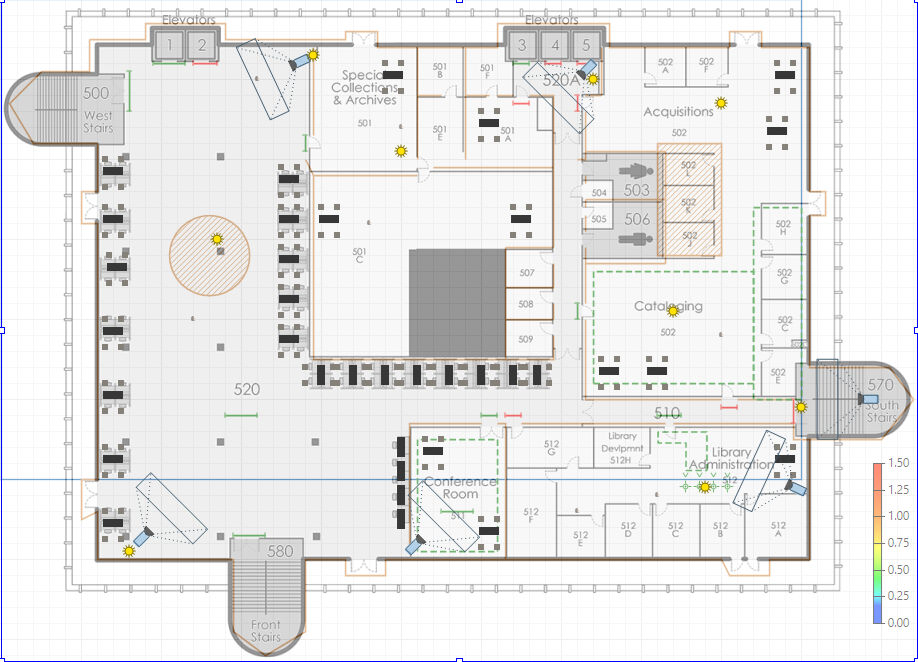 Elevators
Elevators
1
2
3
4
5
500
West
Stairs
Special
Collections
& Archives
501
501
B
501
F
501
E
501
A
520A
502
A
502
F
Acquisitions
502
503
504
505
506
502
L
502
K
502
J
501
C
507
508
509
502
H
502
G
502
C
502
E
Cataloging
502
520
510
570
South
Stairs
512
G
Library
Devlpmnt
512H
Library
Administration
512
Conference
Room
511
512
F
512
E
512
D
512
C
512
B
512
A
580
Front
Stairs
1.50
1.25
1.00
0.75
0.50
0.25
0.00